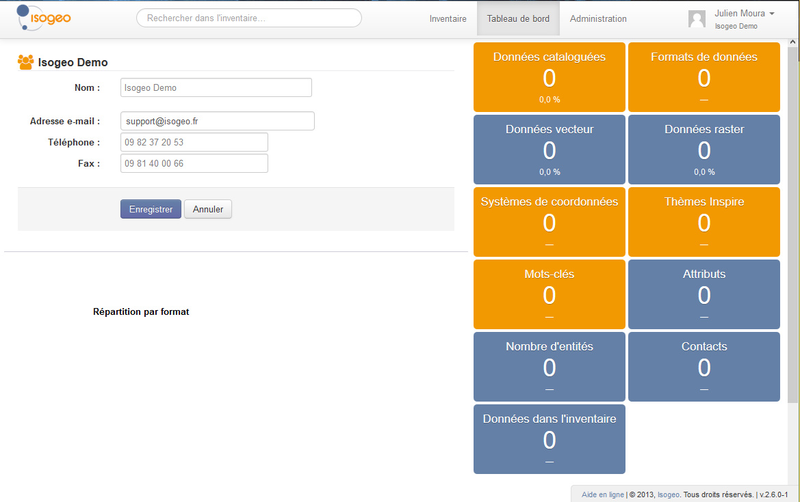 isogeo
Rechercher dans l'inventaire...
Inventaire
Tableau de bord
Administration
Julien Moura
Isogeo Demo
Isogeo Demo
Nom : Isogeo Demo
Adresse e-mail : support@isogeo.fr
Téléphone : 09 82 37 20 53
Fax : 09 81 40 00 66
Enregistrer Annuler
Répartition par format
Données cataloguées
0
0,0 %
Formats de données
0
—
Données vecteur
0
0,0 %
Données raster
0
0,0 %
Systèmes de coordonnées
0
—
Thèmes Inspire
0
—
Mots-clés
0
—
Attributs
0
—
Nombre d'entités
0
—
Contacts
0
—
Données dans l'inventaire
0
—
Aide en ligne | © 2013, Isogeo. Tous droits réservés. | v.2.6.0-1